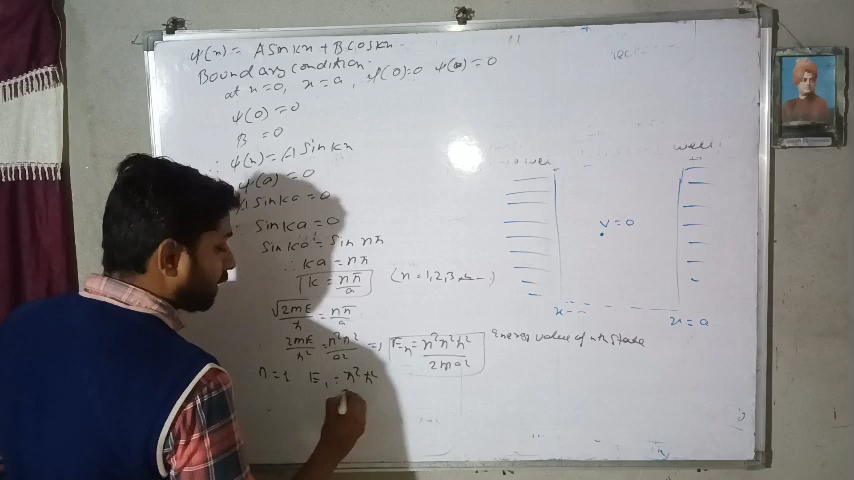 ψ(x) = A sin kx + B cos kx
Boundary condition
at x=0, x=a, ψ(0)=0 ψ(a)=0
ψ(0) = 0
B = 0
∴ ψ(x) = A sin kx
ψ(a) = 0
A sin ka = 0
sin ka = 0
sin ka = sin nπ
∴ ka = nπ
k = nπ/a (n = 1,2,3
√2mE/ħ = nπ/a
2mE/ħ² = n²π²/a² => Eₙ = n²π²ħ²/2ma² Energy value of nth state
n=1 E₁ = π²ħ²
well
V=0
x=a